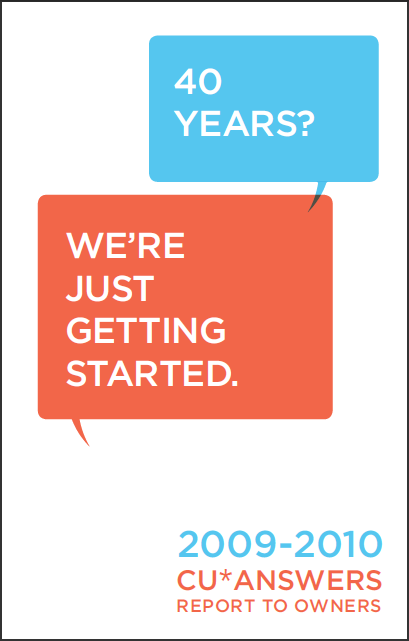 40
YEARS?
WE’RE
JUST
GETTING
STARTED.
2009-2010
CU*ANSWERS
REPORT TO OWNERS